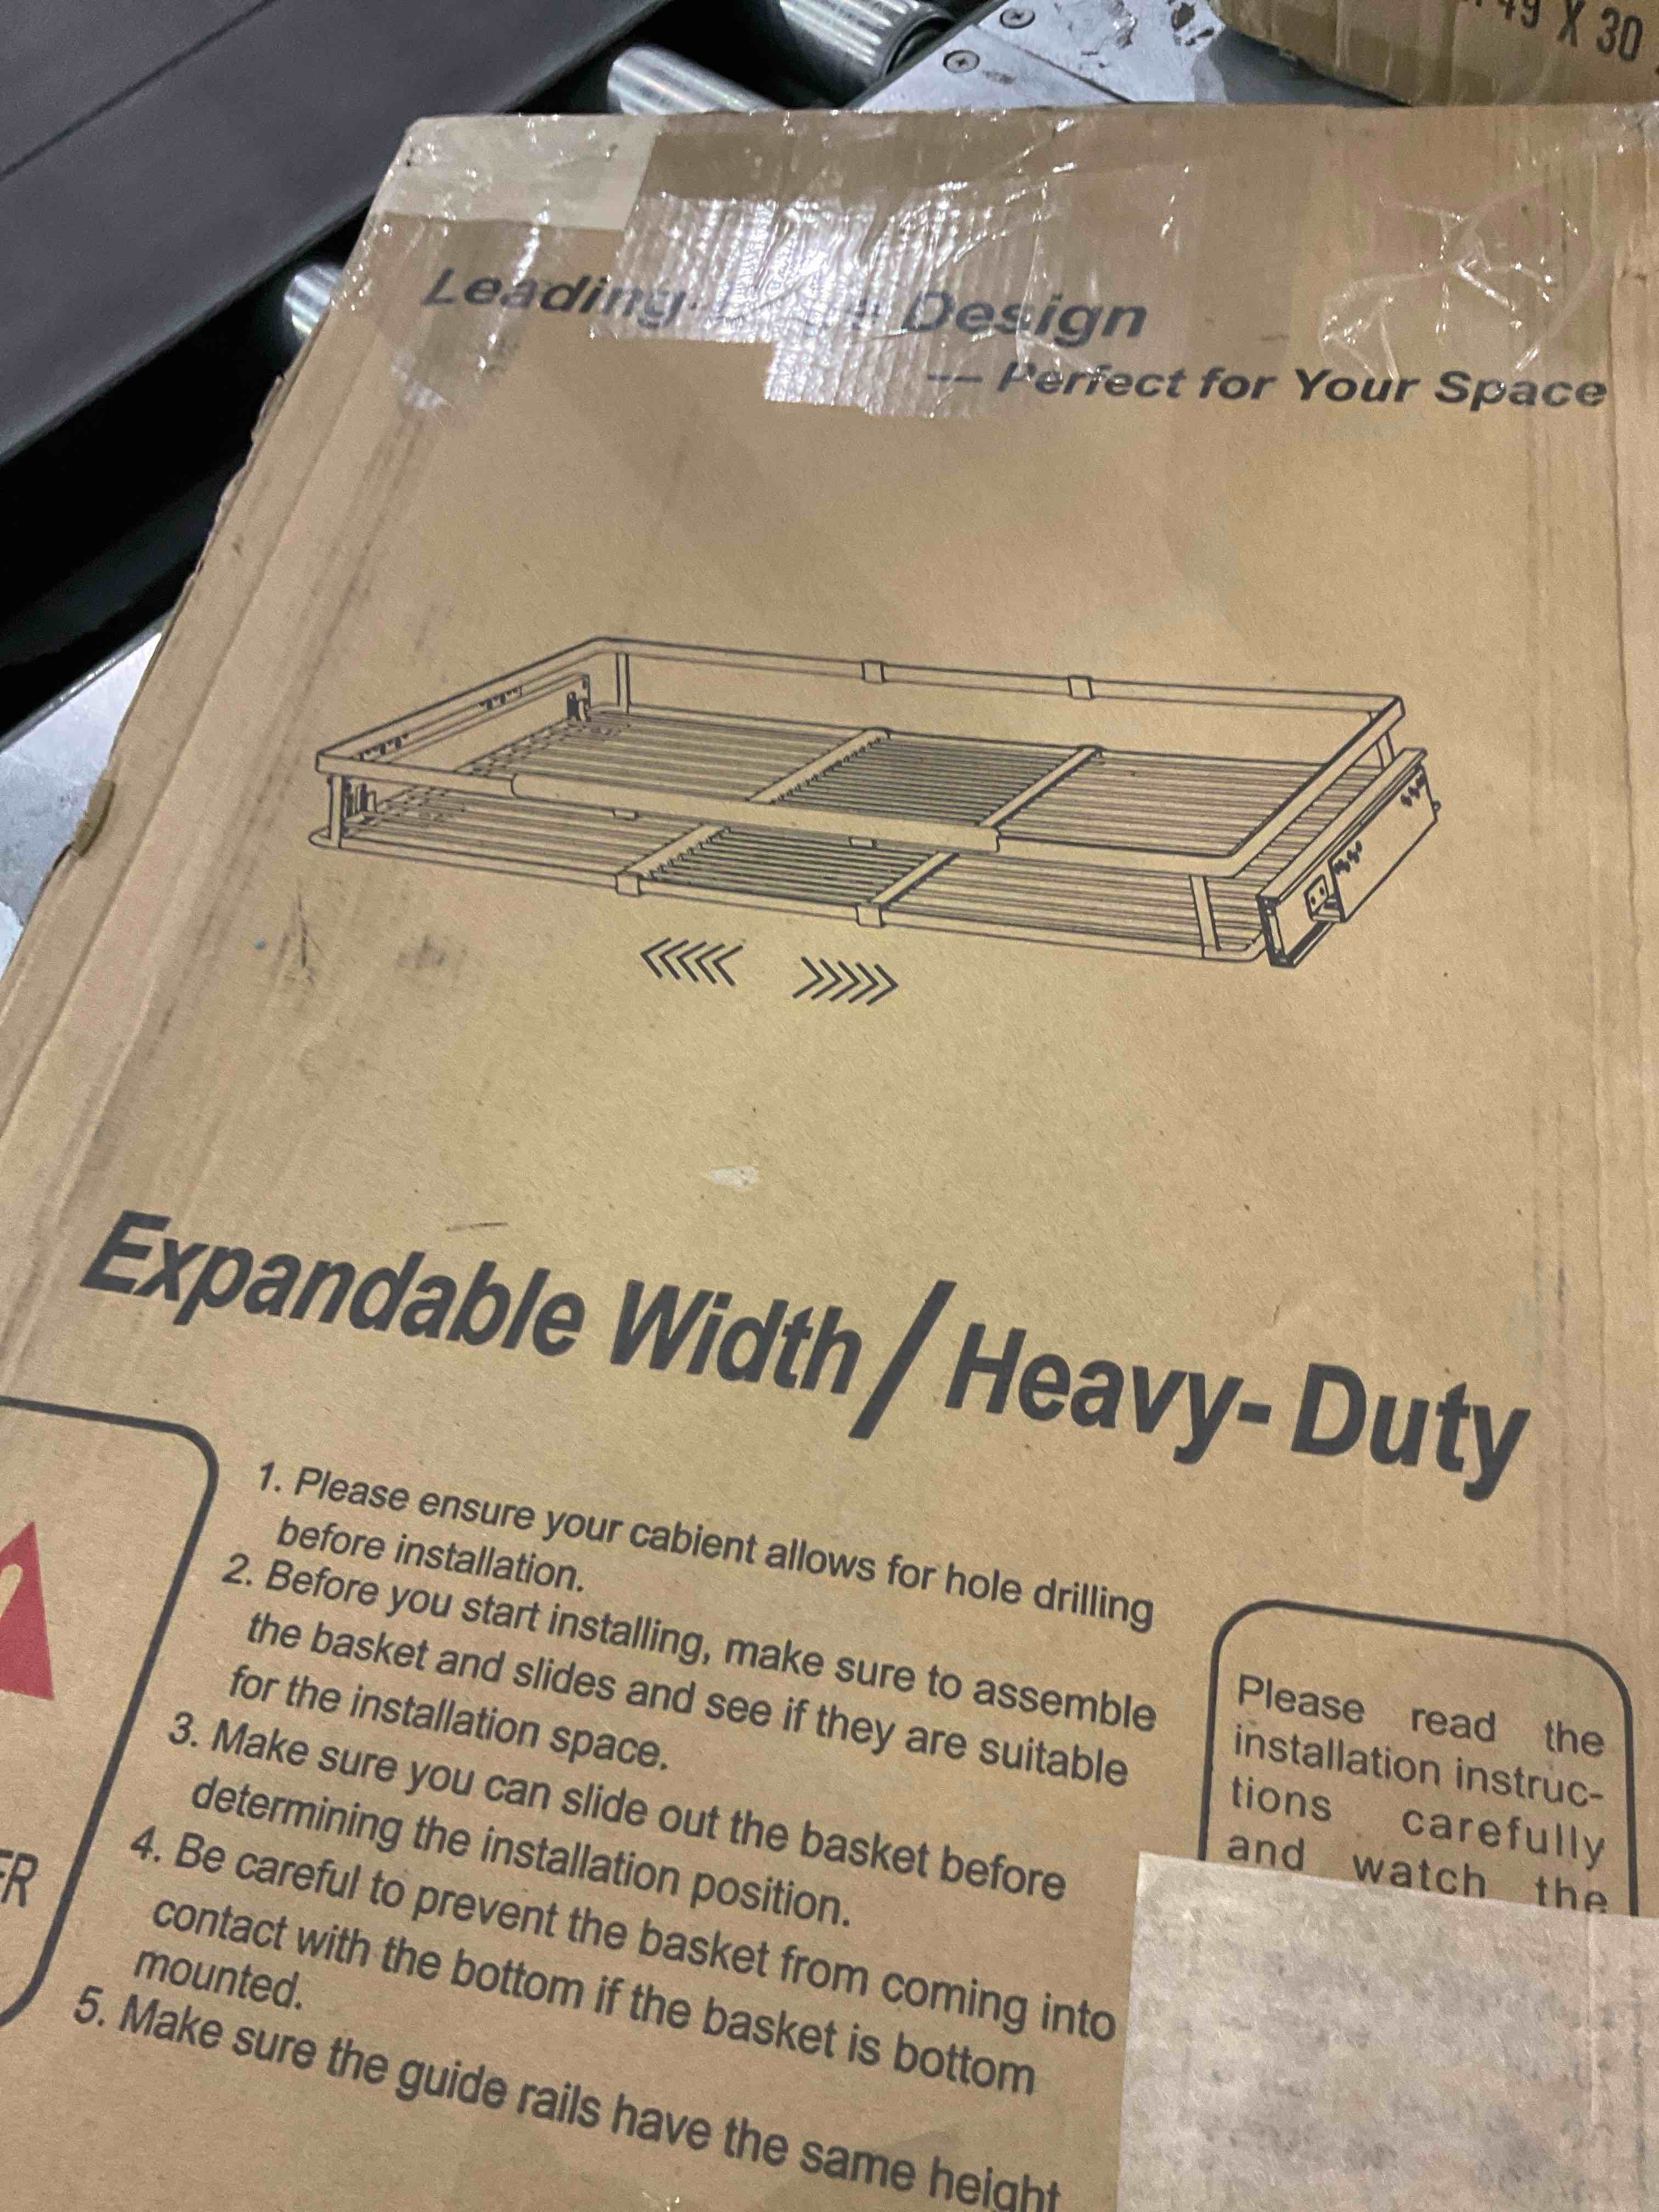 49 X 30
Leading Design
— Perfect for Your Space
<<<<< >>>>>
Expandable Width / Heavy- Duty
1. Please ensure your cabient allows for hole drilling
before installation.
2. Before you start installing, make sure to assemble
the basket and slides and see if they are suitable
for the installation space.
3. Make sure you can slide out the basket before
determining the installation position.
4. Be careful to prevent the basket from coming into
contact with the bottom if the basket is bottom
mounted.
5. Make sure the guide rails have the same height
Please read the
installation instruc-
tions carefully
and watch the
ER